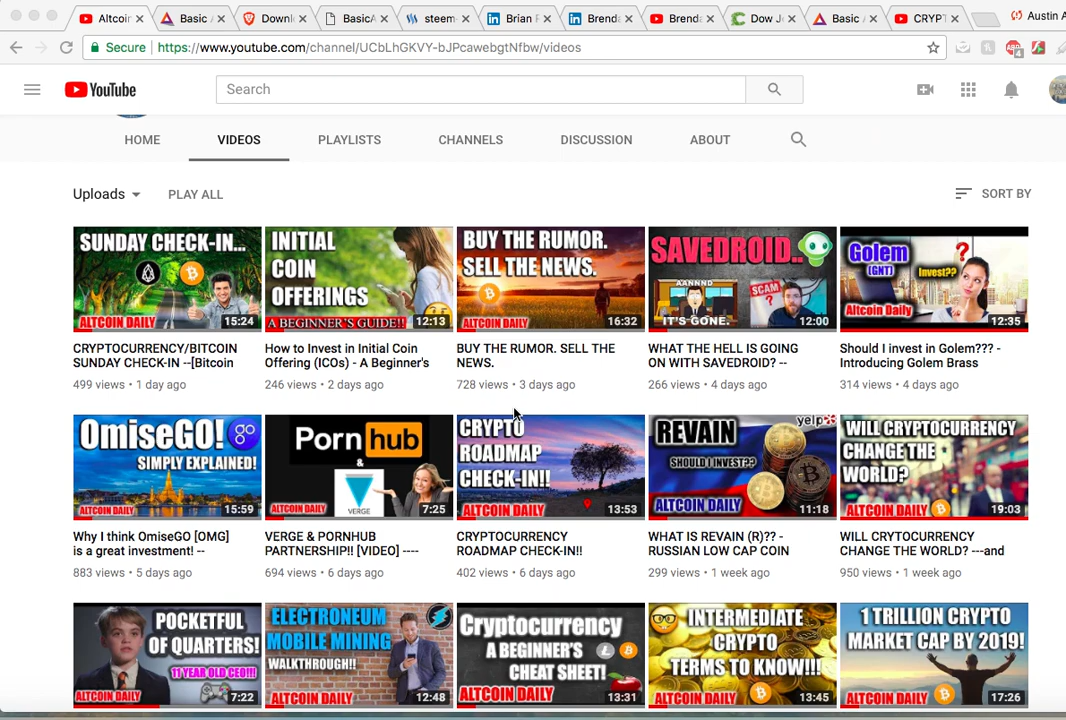 Altcoi
Basic
Downl
BasicA
steem-
Brian F
Brenda
Brenda
Dow J
Basic /
CRYPT
Austin A
Secure
https://www.youtube.com/channel/UCbLhGKVY-bJPcawebgtNfbw/videos
YouTube
Search
HOME
VIDEOS
PLAYLISTS
CHANNELS
DISCUSSION
ABOUT
Uploads
PLAY ALL
SORT BY
SUNDAY CHECK-IN...
ALTCOIN DAILY
15:24
CRYPTOCURRENCY/BITCOIN
SUNDAY CHECK-IN --[Bitcoin
499 views • 1 day ago
INITIAL
COIN
OFFERINGS
A BEGINNER'S GUIDE!!
12:13
How to Invest in Initial Coin
Offering (ICOs) - A Beginner's
246 views • 2 days ago
BUY THE RUMOR.
SELL THE NEWS.
ALTCOIN DAILY
16:32
BUY THE RUMOR. SELL THE
NEWS.
728 views • 3 days ago
SAVEDROID..
AANNND
SCAM
?
IT'S GONE.
12:00
WHAT THE HELL IS GOING
ON WITH SAVEDROID? --
266 views • 4 days ago
Golem
(GNT)
Invest??
?
Altcoin Daily
12:35
Should I invest in Golem??? -
Introducing Golem Brass
314 views • 4 days ago
OmiseGO!
SIMPLY EXPLAINED!
ALTCOIN DAILY
15:59
Why I think OmiseGO [OMG]
is a great investment! --
883 views • 5 days ago
Pornhub
&
VERGE
ALTCOIN DAILY
7:25
VERGE & PORNHUB
PARTNERSHIP!! [VIDEO] ----
694 views • 6 days ago
CRYPTO
ROADMAP
CHECK-IN!!
ALTCOIN DAILY
13:53
CRYPTOCURRENCY
ROADMAP CHECK-IN!!
402 views • 6 days ago
REVAIN
yelp
SHOULD I INVEST??
ALTCOIN DAILY
11:18
WHAT IS REVAIN (R)?? -
RUSSIAN LOW CAP COIN
299 views • 1 week ago
WILL CRYPTOCURRENCY
CHANGE THE
WORLD?
ALTCOIN DAILY
19:03
WILL CRYTOCURRENCY
CHANGE THE WORLD? ---and
950 views • 1 week ago
POCKETFUL
OF QUARTERS!
11 YEAR OLD CEO!!!
ALTCOIN DAILY
7:22
ELECTRONEUM
MOBILE MINING
WALKTHROUGH!!
ALTCOIN DAILY
12:48
Cryptocurrency
A BEGINNER'S
CHEAT SHEET!
ALTCOIN DAILY
13:31
INTERMEDIATE
CRYPTO
TERMS TO KNOW!!!
ALTCOIN DAILY
13:45
1 TRILLION CRYPTO
MARKET CAP BY 2019!
ALTCOIN DAILY
17:26